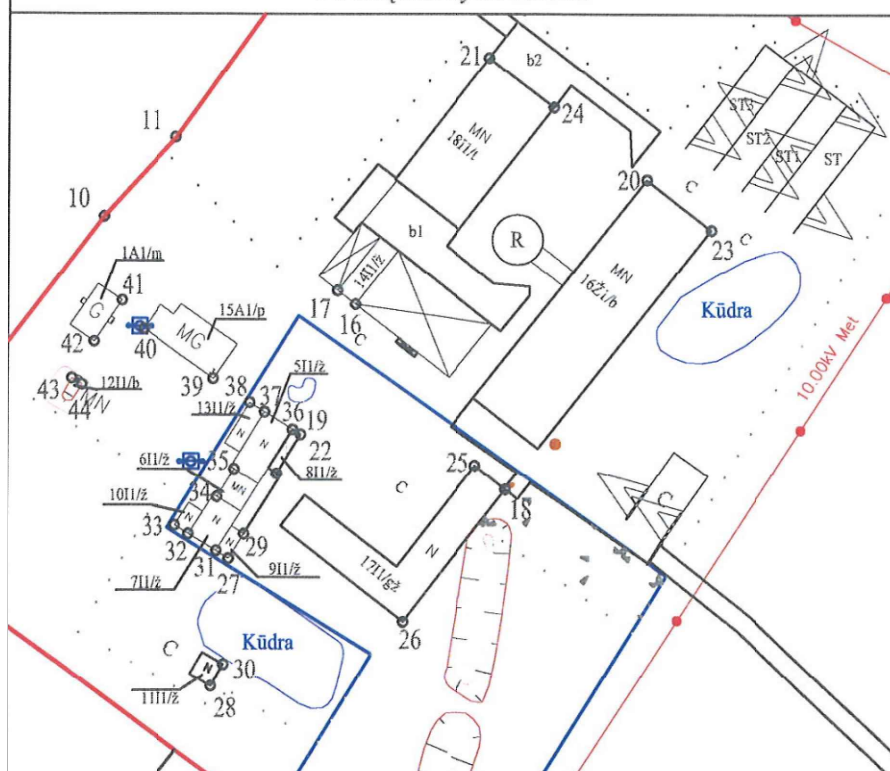 21
b2
11
24
MN
18I1/t
ST3
ST2
ST1
ST
10
20
C
C
23
b1
R
1A1/m
41
G
14I1/ž
MN
16Ži/b
17
16
15A1/p
Kūdra
42
40
MG
C
10.00kV Met
5I1/ž
39
43
12I1/b
38
37
44
MN
13I1/ž
36
19
N
N
22
6I1/ž
35
MN
8I1/ž
25
C
C
10I1/ž
34
18
N
N
N
33
29
32
N
17I1/gž
31
27
9I1/ž
7I1/ž
26
Kūdra
C
30
N
11I1/ž
28